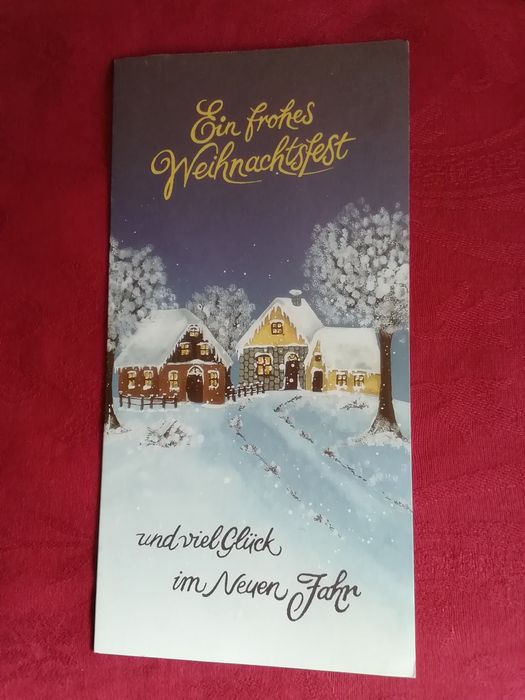 Ein frohes
Weihnachtsfest
und viel Glück
im Neuen Jahr